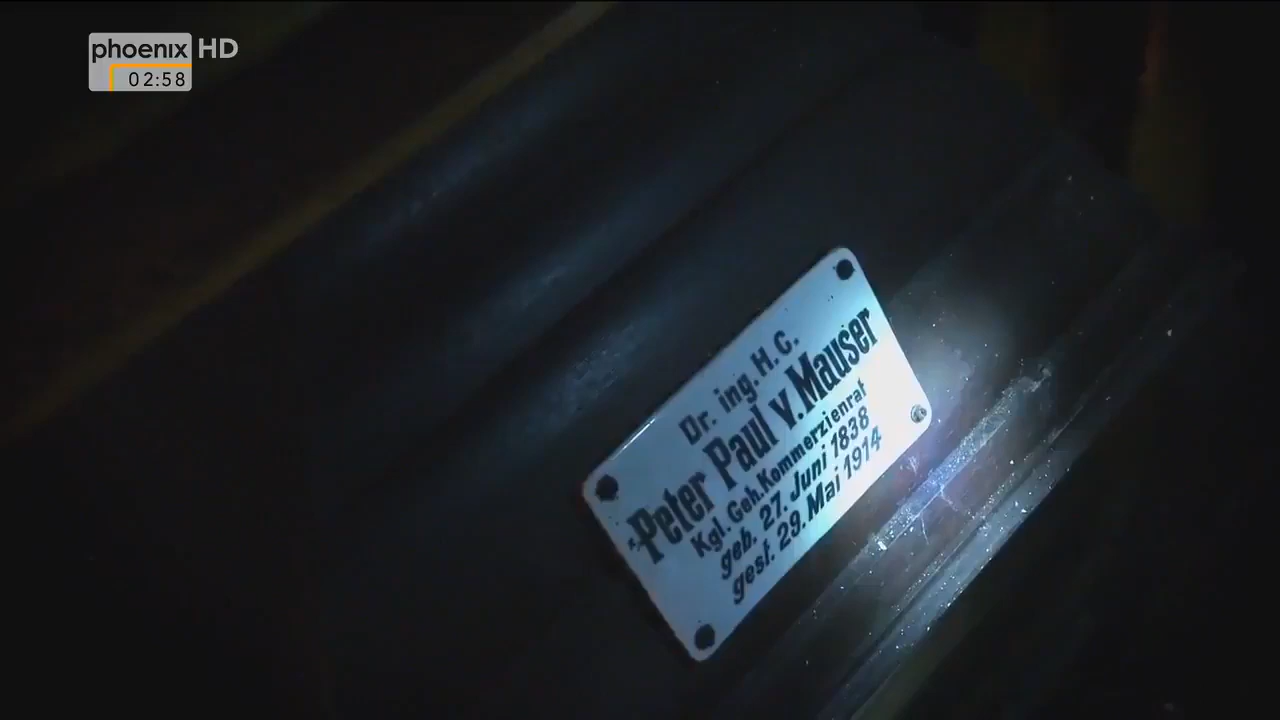 phoenix HD
02:58
Dr. ing. H. C.
Peter Paul v. Mauser
Kgl. Geh. Kommerzienrat
geb. 27. Juni 1838
gest. 29. Mai 1914